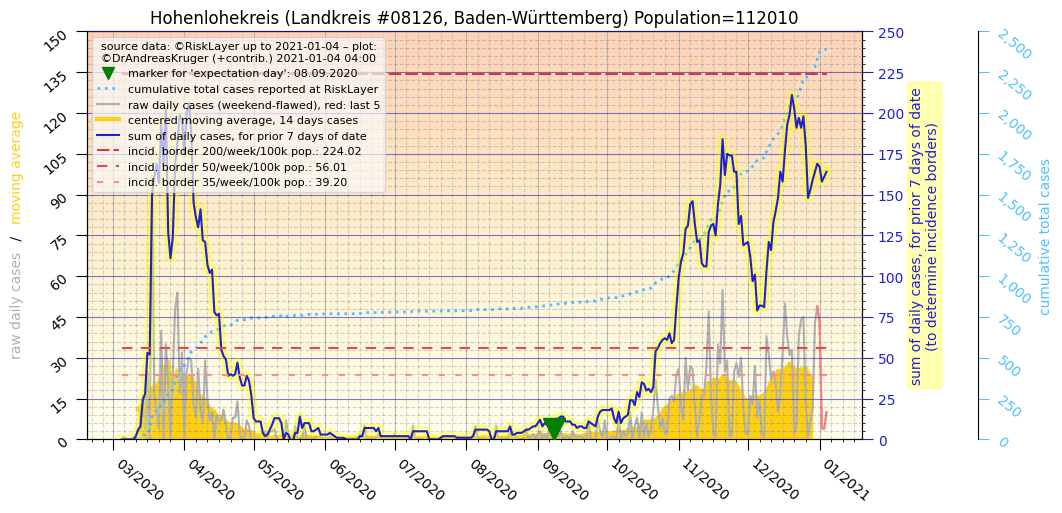 Hohenlohekreis (Landkreis #08126, Baden-Württemberg) Population=112010
source data: ©RiskLayer up to 2021-01-04 – plot:
©DrAndreasKruger (+contrib.) 2021-01-04 04:00
marker for 'expectation day': 08.09.2020
cumulative total cases reported at RiskLayer
raw daily cases (weekend-flawed), red: last 5
centered moving average, 14 days cases
sum of daily cases, for prior 7 days of date
incid. border 200/week/100k pop.: 224.02
incid. border 50/week/100k pop.: 56.01
incid. border 35/week/100k pop.: 39.20
raw daily cases / moving average
150
135
120
105
90
75
60
45
30
15
0
03/2020
04/2020
05/2020
06/2020
07/2020
08/2020
09/2020
10/2020
11/2020
12/2020
01/2021
250
225
200
175
150
125
100
75
50
25
0
sum of daily cases, for prior 7 days of date
(to determine incidence borders)
2,500
2,250
2,000
1,750
1,500
1,250
1,000
750
500
250
0
cumulative total cases